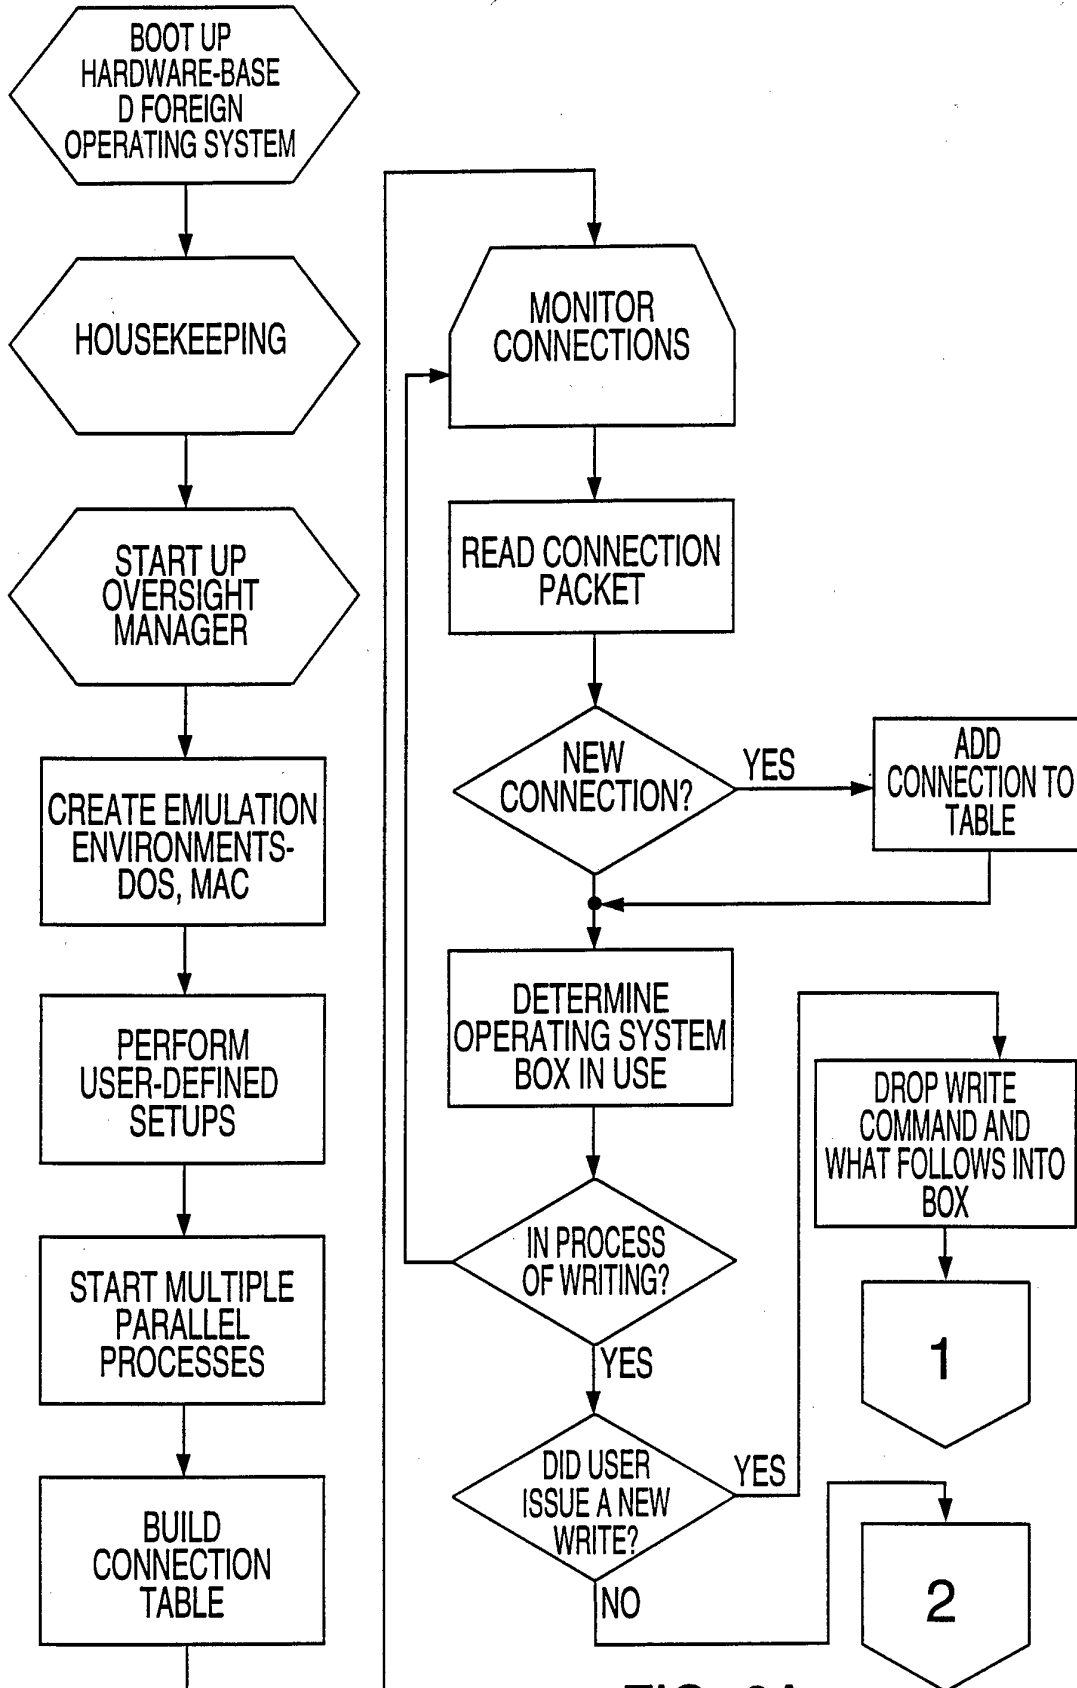 BOOT UP
HARDWARE-BASE
D FOREIGN
OPERATING SYSTEM
HOUSEKEEPING
START UP
OVERSIGHT
MANAGER
CREATE EMULATION
ENVIRONMENTS-
DOS, MAC
PERFORM
USER-DEFINED
SETUPS
START MULTIPLE
PARALLEL
PROCESSES
BUILD
CONNECTION
TABLE
MONITOR
CONNECTIONS
READ CONNECTION
PACKET
NEW
CONNECTION?
YES
ADD
CONNECTION TO
TABLE
DETERMINE
OPERATING SYSTEM
BOX IN USE
IN PROCESS
OF WRITING?
YES
DID USER
ISSUE A NEW
WRITE?
YES
NO
DROP WRITE
COMMAND AND
WHAT FOLLOWS INTO
BOX
1
2